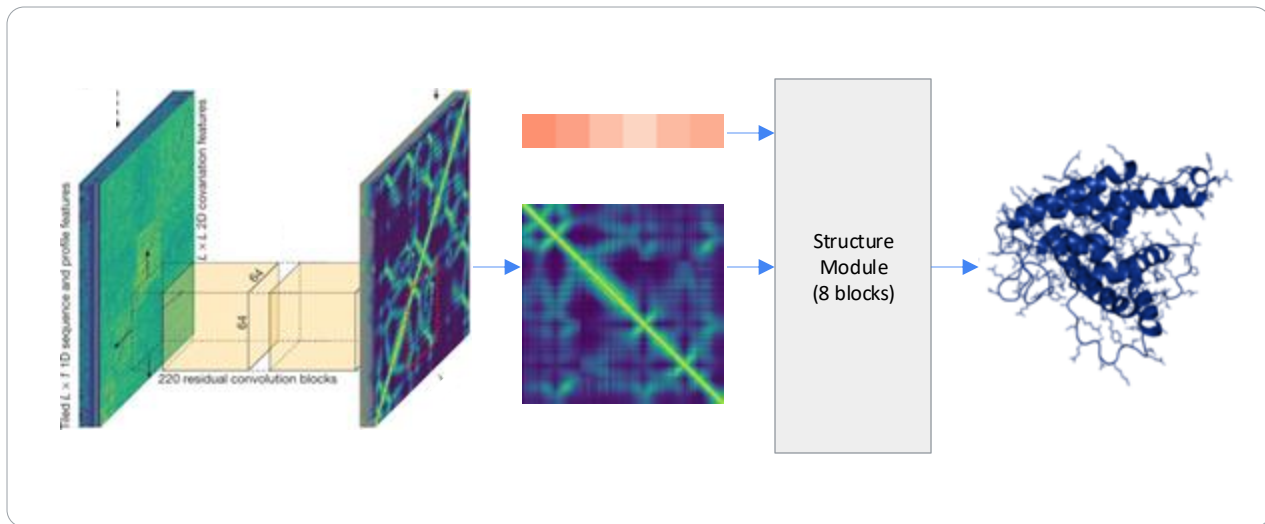 Tiled L × f 1D sequence and profile features
L × L 2D covariation features
64
64
220 residual convolution blocks
Structure
Module
(8 blocks)